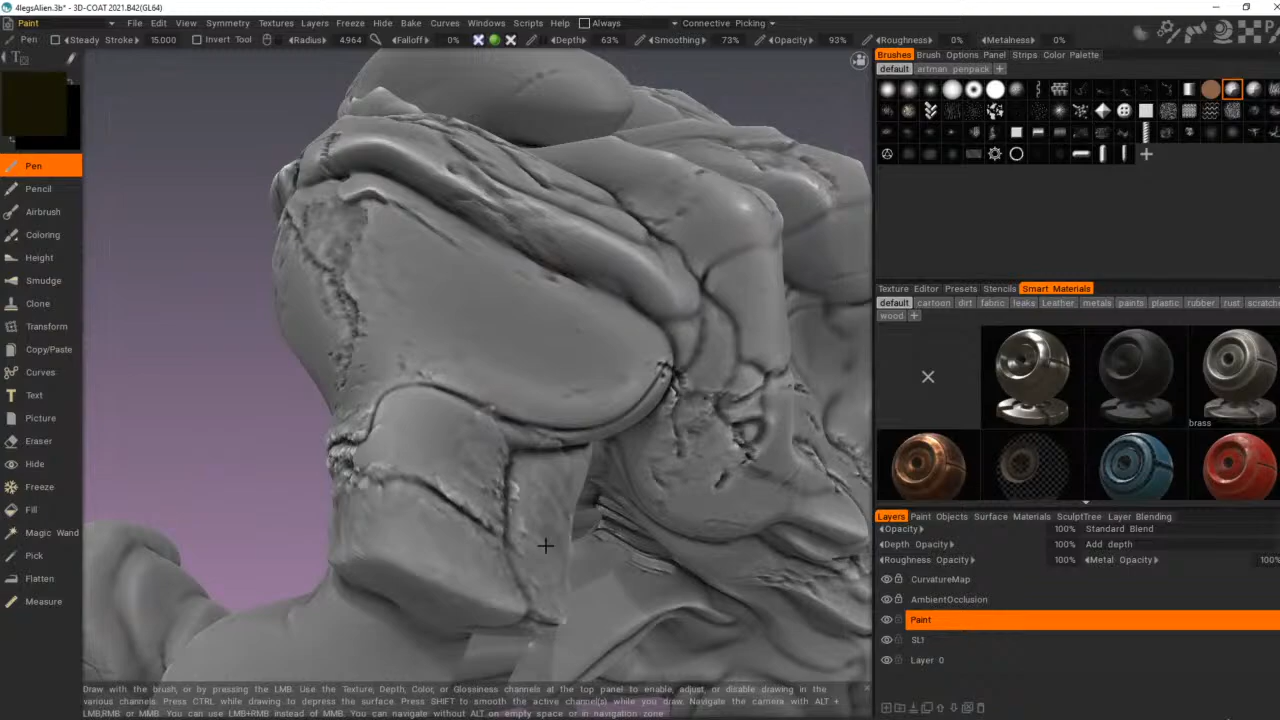 4legsAlien.3b* - 3D-COAT 2021.B42(GL64)
Paint File Edit View Symmetry Textures Layers Freeze Hide Bake Curves Windows Scripts Help Always Connective Picking
Pen Steady Stroke 15.000 Invert Tool Radius 4.964 Falloff 0% Depth 63% Smoothing 73% Opacity 93% Roughness 0% Metalness 0%
Brushes Brush Options Panel Strips Color Palette
default artman penpack
Pen
Pencil
Airbrush
Coloring
Height
Smudge
Clone
Transform
Copy/Paste
Curves
Text
Picture
Eraser
Hide
Freeze
Fill
Magic Wand
Pick
Flatten
Measure
Texture Editor Presets Stencils Smart Materials
default cartoon dirt fabric leaks Leather metals paints plastic rubber rust scratch
wood
brass
Layers Paint Objects Surface Materials SculptTree Layer Blending
Opacity 100% Standard Blend
Depth Opacity 100% Add depth
Roughness Opacity 100% Metal Opacity 100%
CurvatureMap
AmbientOcclusion
Paint
SL1
Layer 0
Draw with the brush, or by pressing the LMB. Use the Texture, Depth, Color, or Glossiness channels at the top panel to enable, adjust, or disable drawing in the
various channels. Press CTRL while drawing to depress the surface. Press SHIFT to smooth the active channel(s) while you draw. Navigate the camera with ALT +
LMB,RMB or MMB. You can use LMB+RMB instead of MMB. You can navigate without ALT on empty space or in navigation zone